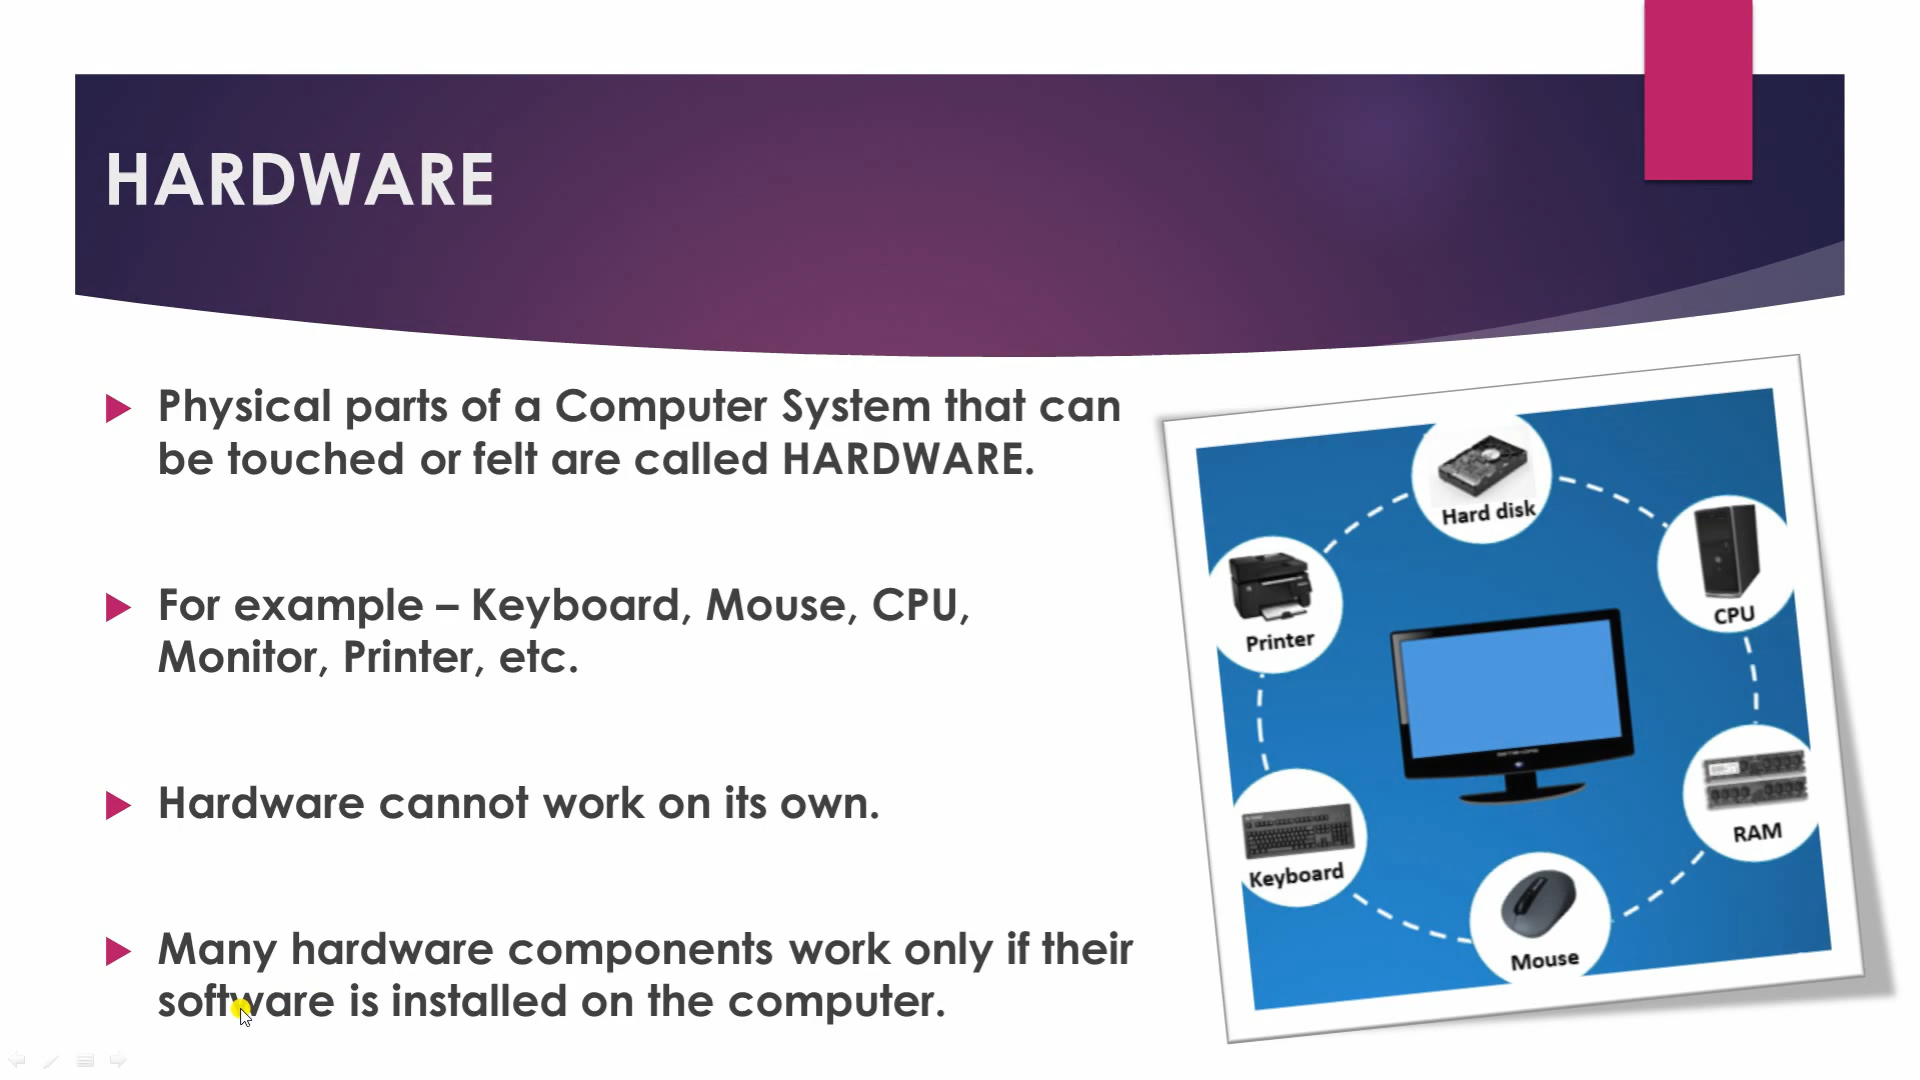 HARDWARE
Physical parts of a Computer System that can
be touched or felt are called HARDWARE.
For example – Keyboard, Mouse, CPU,
Monitor, Printer, etc.
Hardware cannot work on its own.
Many hardware components work only if their
software is installed on the computer.
Hard disk
CPU
Printer
RAM
Keyboard
Mouse